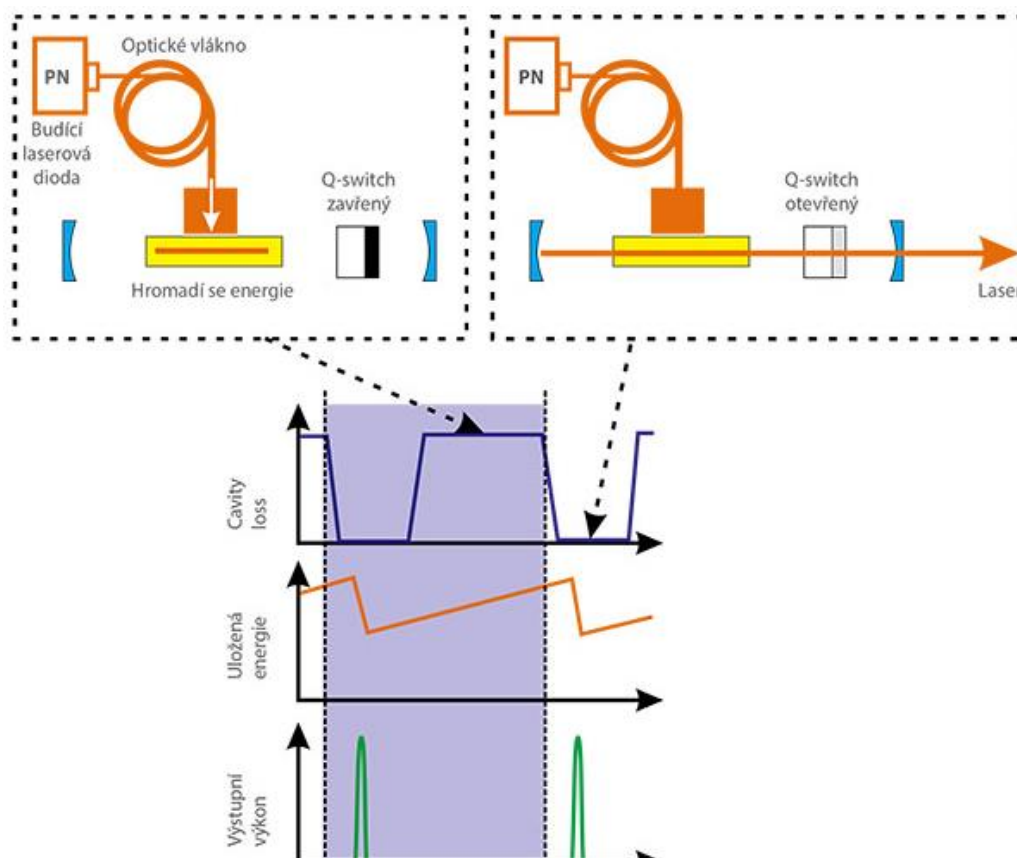 Optické vlákno
PN
Budící
laserová
dioda
Q-switch
zavřený
Hromadí se energie
PN
Q-switch
otevřený
Laser
Cavity
loss
Uložená
energie
Výstupní
výkon